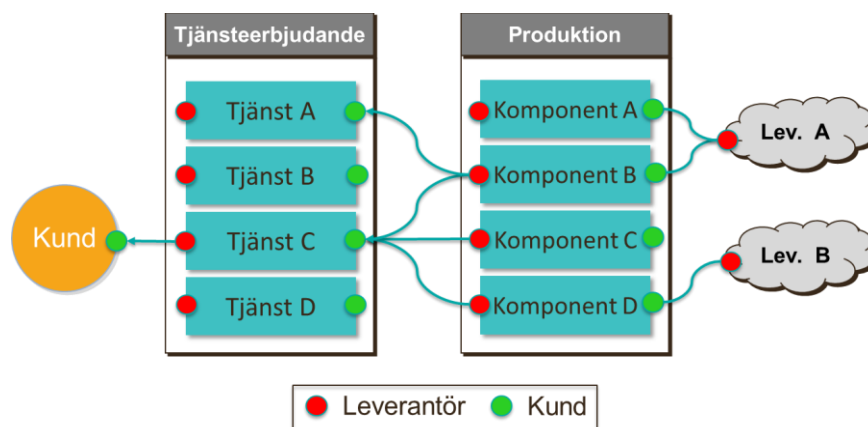 Tjänsteerbjudande
Produktion
Tjänst A
Tjänst B
Tjänst C
Tjänst D
Komponent A
Komponent B
Komponent C
Komponent D
Lev. A
Lev. B
Kund
Leverantör
Kund